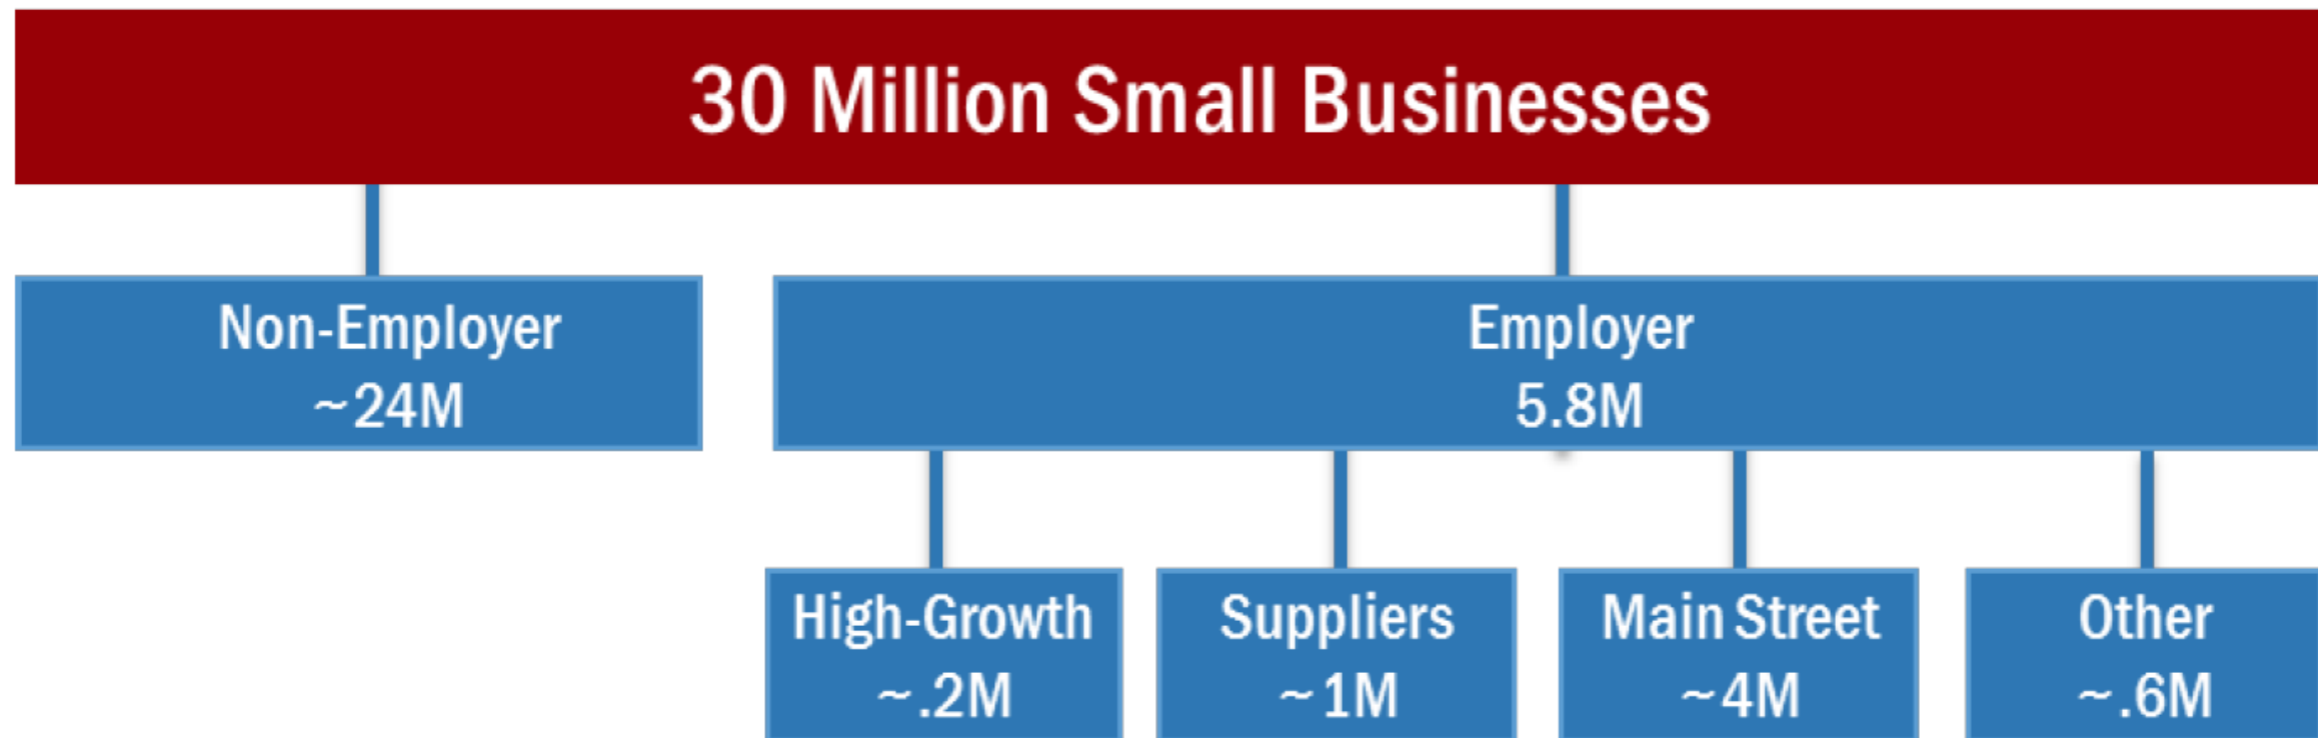 30 Million Small Businesses
Non-Employer
~24M
Employer
5.8M
High-Growth
~.2M
Suppliers
~1M
Main Street
~4M
Other
~.6M